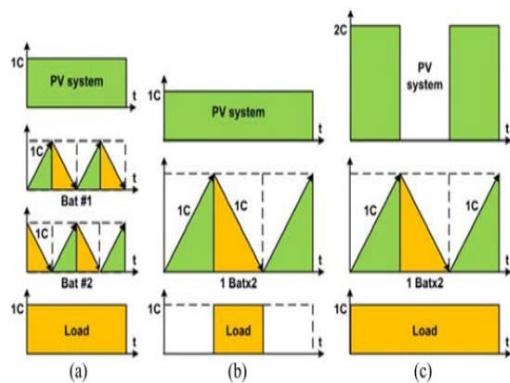 1C
PV system
t
1C
t
Bat #1
1C
t
Bat #2
1C
Load
t
(a)
1C
PV system
t
1C
1C
t
1 Batx2
1C
Load
t
(b)
2C
PV
system
t
1C
1C
t
1 Batx2
1C
Load
t
(c)